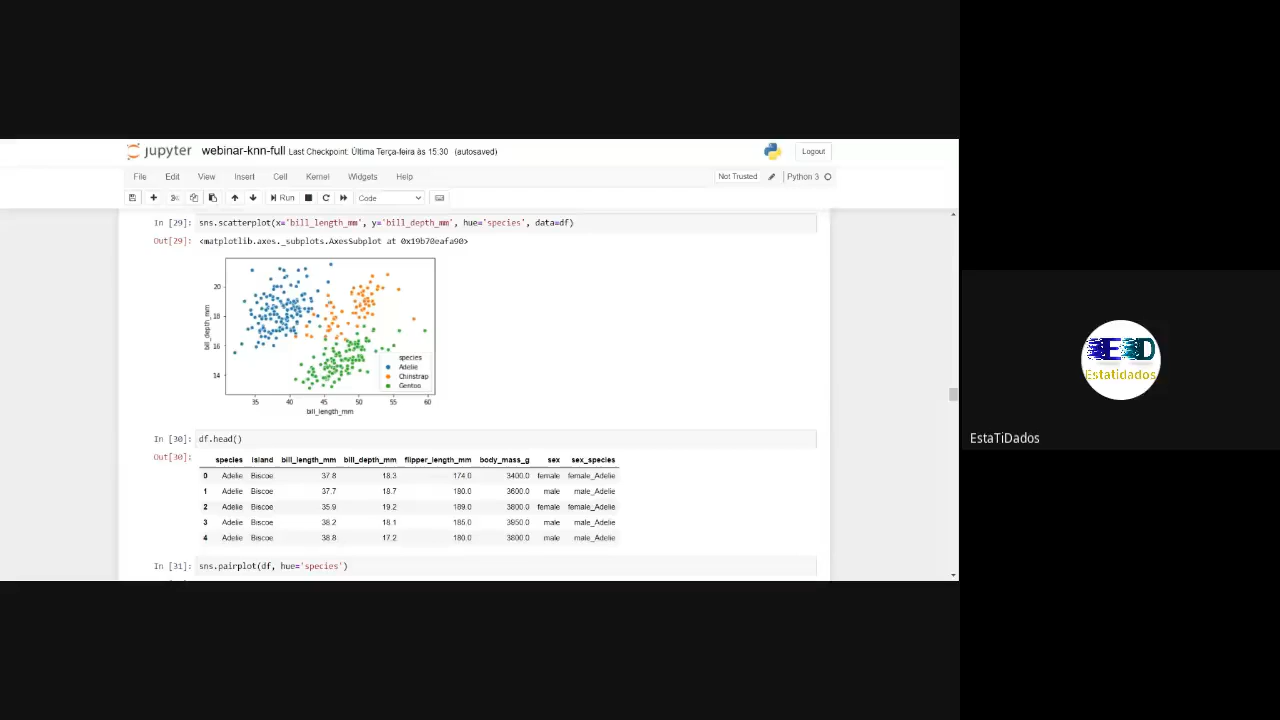 jupyter webinar-knn-full Last Checkpoint: Última Terça-feira às 15:30 (autosaved) Logout
File Edit View Insert Cell Kernel Widgets Help Not Trusted Python 3
Run Code
In [29]: sns.scatterplot(x='bill_length_mm', y='bill_depth_mm', hue='species', data=df)
Out[29]: <matplotlib.axes._subplots.AxesSubplot at 0x19b70eafa90>
20
18
16
14
bill_depth_mm
species
Adelie
Chinstrap
Gentoo
35 40 45 50 55 60
bill_length_mm
In [30]: df.head()
Out[30]: species island bill_length_mm bill_depth_mm flipper_length_mm body_mass_g sex sex_species
0 Adelie Biscoe 37.8 18.3 174.0 3400.0 female female_Adelie
1 Adelie Biscoe 37.7 18.7 180.0 3600.0 male male_Adelie
2 Adelie Biscoe 35.9 19.2 189.0 3800.0 female female_Adelie
3 Adelie Biscoe 38.2 18.1 185.0 3950.0 male male_Adelie
4 Adelie Biscoe 38.8 17.2 180.0 3800.0 male male_Adelie
In [31]: sns.pairplot(df, hue='species')
E D
Estatidados
EstaTiDados